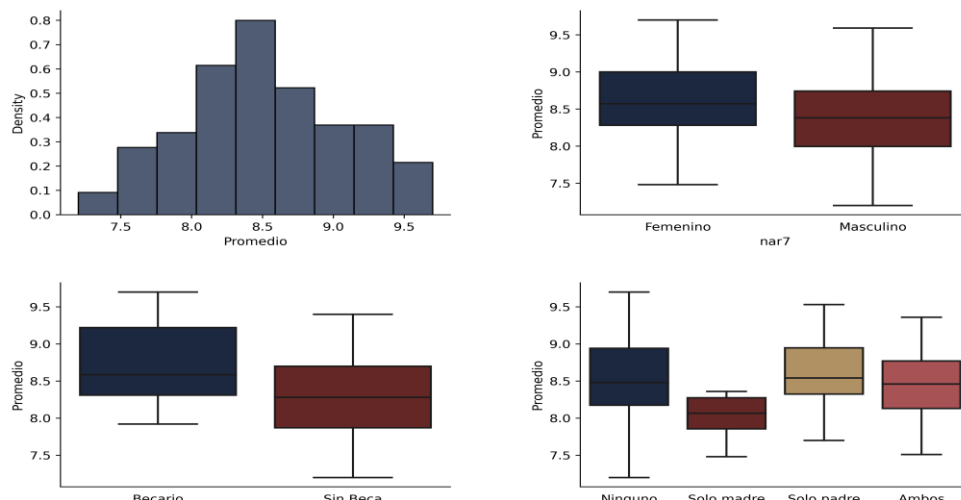 0.8
0.7
0.6
0.5
0.4
0.3
0.2
0.1
0.0
Density
7.5 8.0 8.5 9.0 9.5
Promedio
9.5
9.0
8.5
8.0
7.5
Promedio
Femenino Masculino
nar7
9.5
9.0
8.5
8.0
7.5
Promedio
Becario Sin Beca
9.5
9.0
8.5
8.0
7.5
Promedio
Ninguno Solo madre Solo padre Ambos